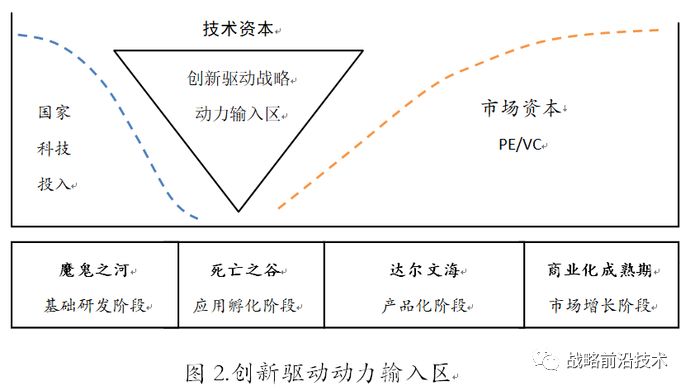 技术资本
创新驱动战略
动力输入区
国家
科技
投入
市场资本
PE/VC
魔鬼之河
基础研发阶段
死亡之谷
应用孵化阶段
达尔文海
产品化阶段
商业化成熟期
市场增长阶段
战略前沿技术
图 2.创新驱动动力输入区